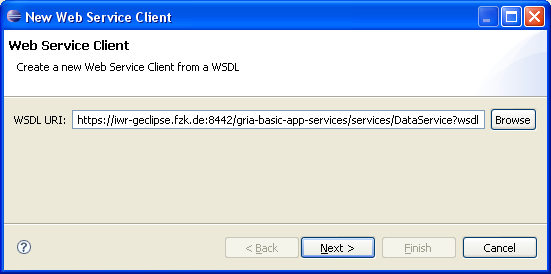 New Web Service Client
Web Service Client
Create a new Web Service Client from a WSDL
WSDL URI: https://iwr-geclipse.fzk.de:8442/gria-basic-app-services/services/DataService?wsdl Browse
? < Back Next > Finish Cancel